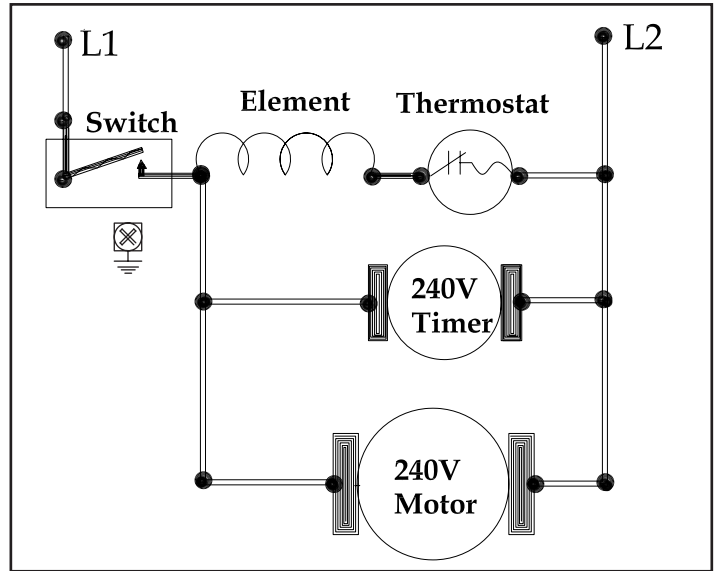 L1
L2
Element
Thermostat
Switch
240V
Timer
240V
Motor